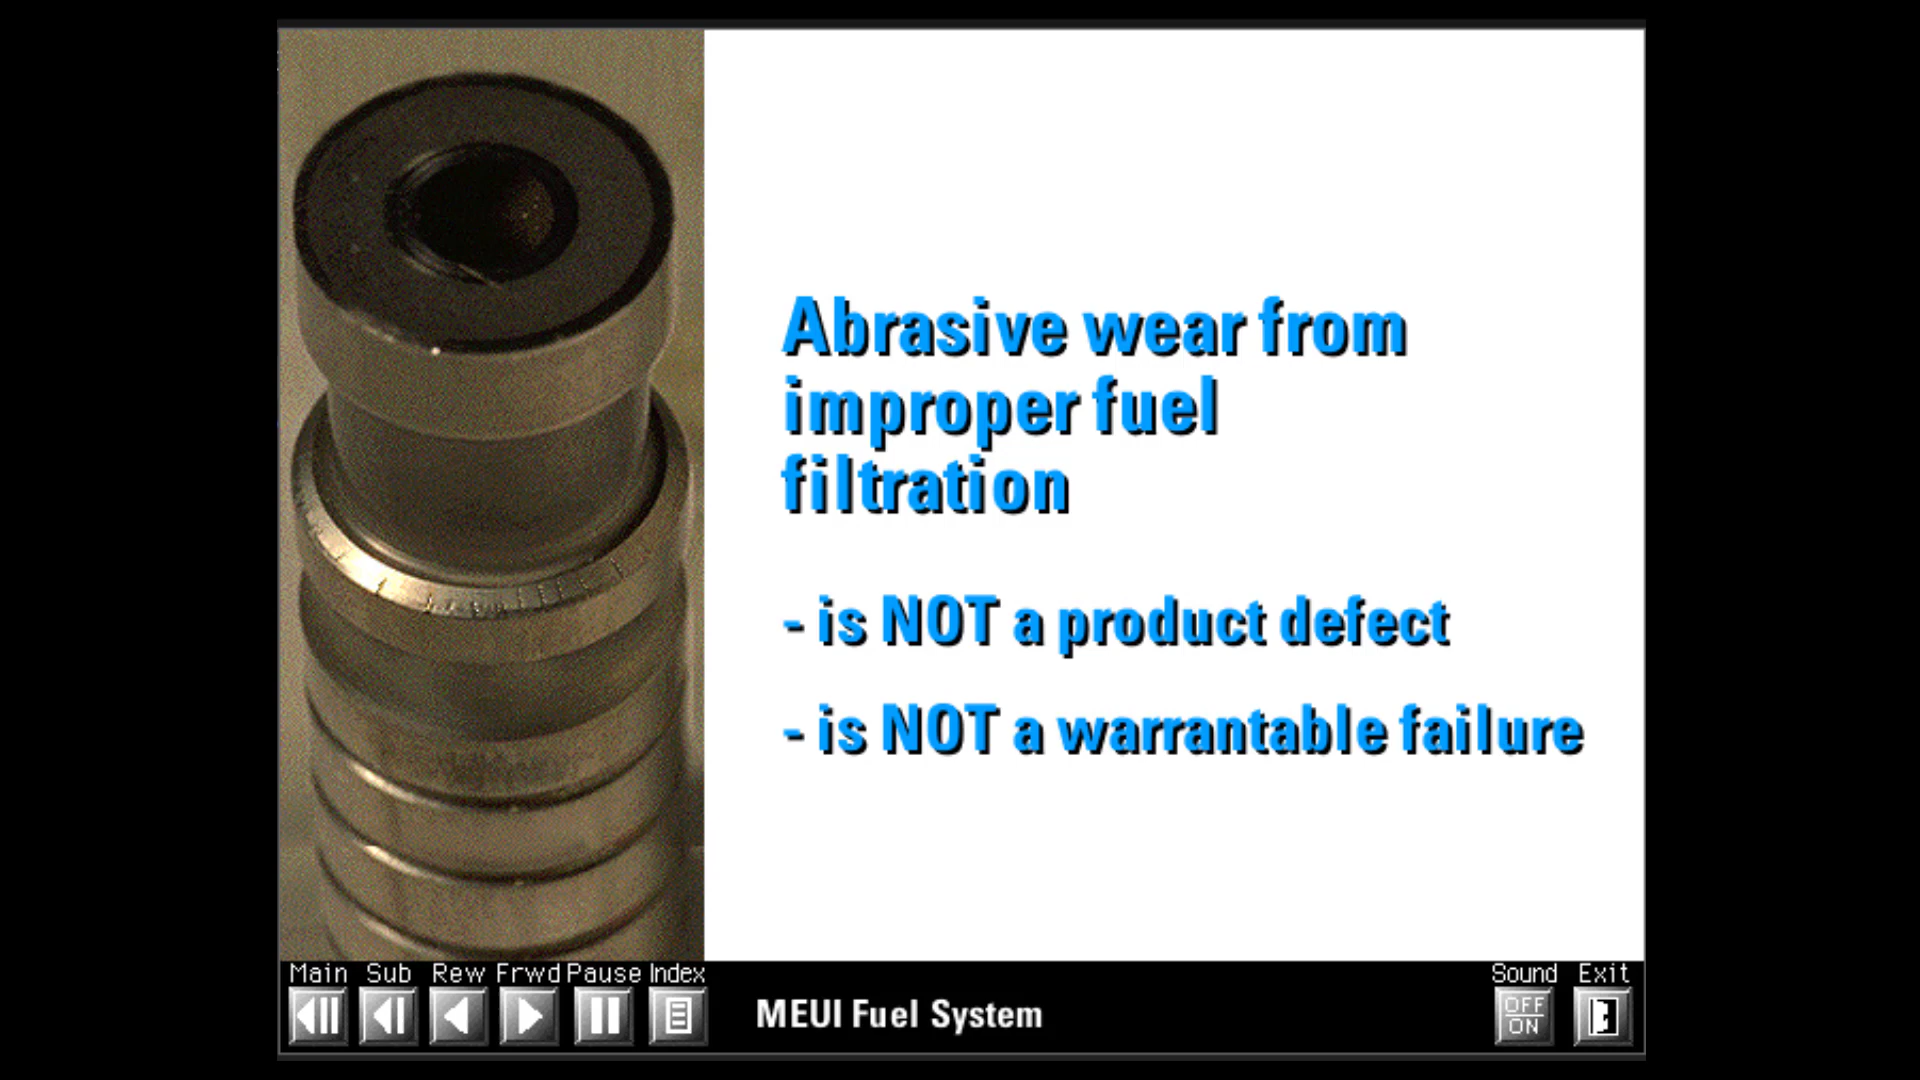 Abrasive wear from
improper fuel
filtration
- is NOT a product defect
- is NOT a warrantable failure
Main Sub Rew Frwd Pause Index
MEUI Fuel System
Sound Exit
OFF
ON